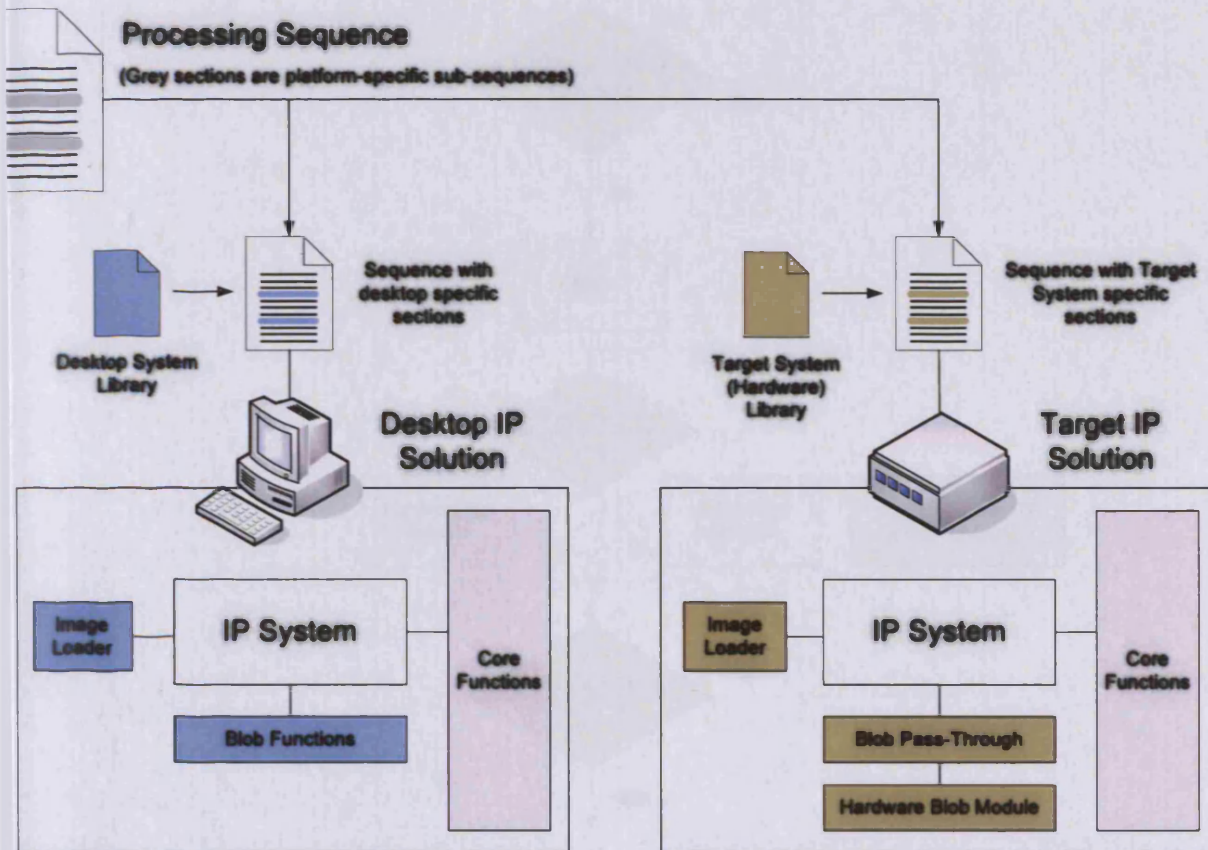 Processing Sequence
(Grey sections are platform-specific sub-sequences)
Sequence with
desktop specific
sections
Desktop System
Library
Sequence with Target
System specific
sections
Target System
(Hardware)
Library
Desktop IP
Solution
Target IP
Solution
Image
Loader
IP System
Core
Functions
Blob Functions
Image
Loader
IP System
Core
Functions
Blob Pass-Through
Hardware Blob Module